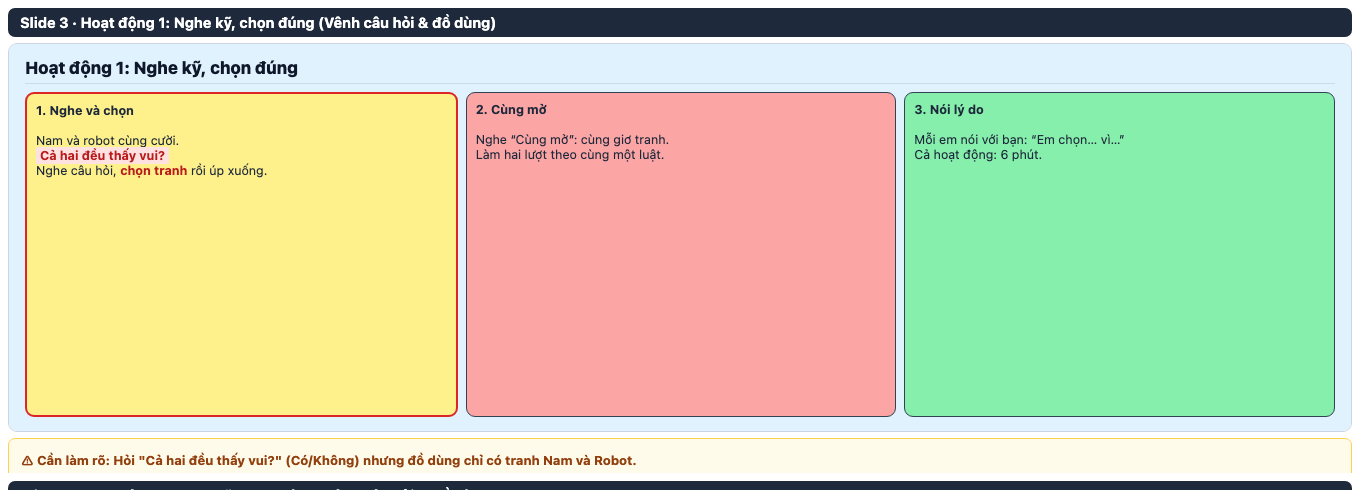 Slide 3 · Hoạt động 1: Nghe kỹ, chọn đúng (Vênh câu hỏi & đồ dùng)
Hoạt động 1: Nghe kỹ, chọn đúng
1. Nghe và chọn
Nam và robot cùng cười.
Cả hai đều thấy vui?
Nghe câu hỏi, chọn tranh rồi úp xuống.
2. Cùng mở
Nghe “Cùng mở”: cùng giơ tranh.
Làm hai lượt theo cùng một luật.
3. Nói lý do
Mỗi em nói với bạn: “Em chọn… vì…”
Cả hoạt động: 6 phút.
⚠ Cần làm rõ: Hỏi "Cả hai đều thấy vui?" (Có/Không) nhưng đồ dùng chỉ có tranh Nam và Robot.